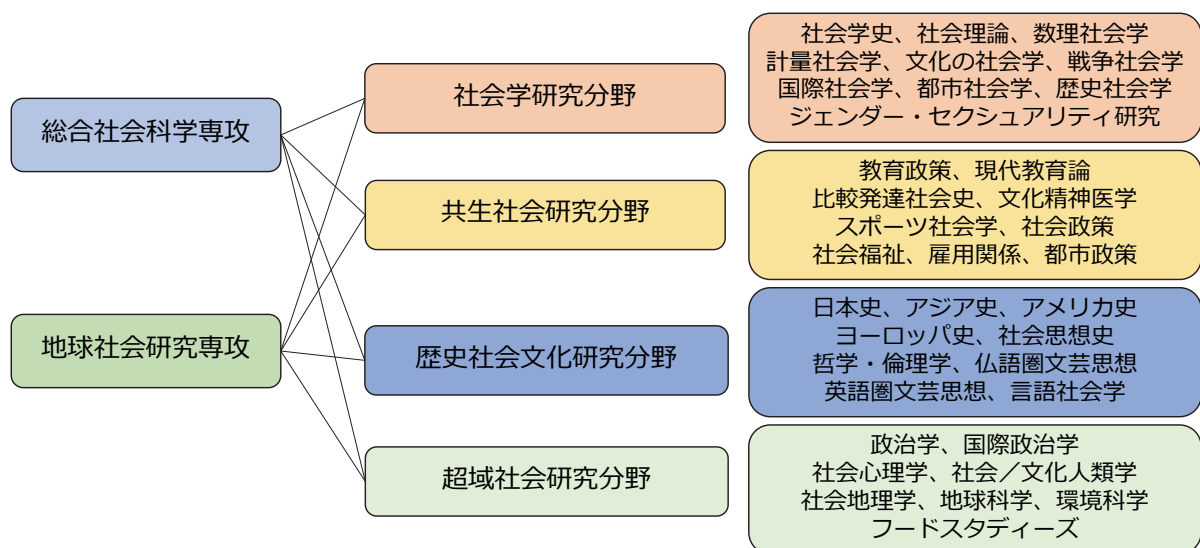 総合社会科学専攻
地球社会研究専攻
社会学研究分野
共生社会研究分野
歴史社会文化研究分野
超域社会研究分野
社会学史、社会理論、数理社会学
計量社会学、文化の社会学、戦争社会学
国際社会学、都市社会学、歴史社会学
ジェンダー・セクシュアリティ研究
教育政策、現代教育論
比較発達社会史、文化精神医学
スポーツ社会学、社会政策
社会福祉、雇用関係、都市政策
日本史、アジア史、アメリカ史
ヨーロッパ史、社会思想史
哲学・倫理学、仏語圏文芸思想
英語圏文芸思想、言語社会学
政治学、国際政治学
社会心理学、社会／文化人類学
社会地理学、地球科学、環境科学
フードスタディーズ